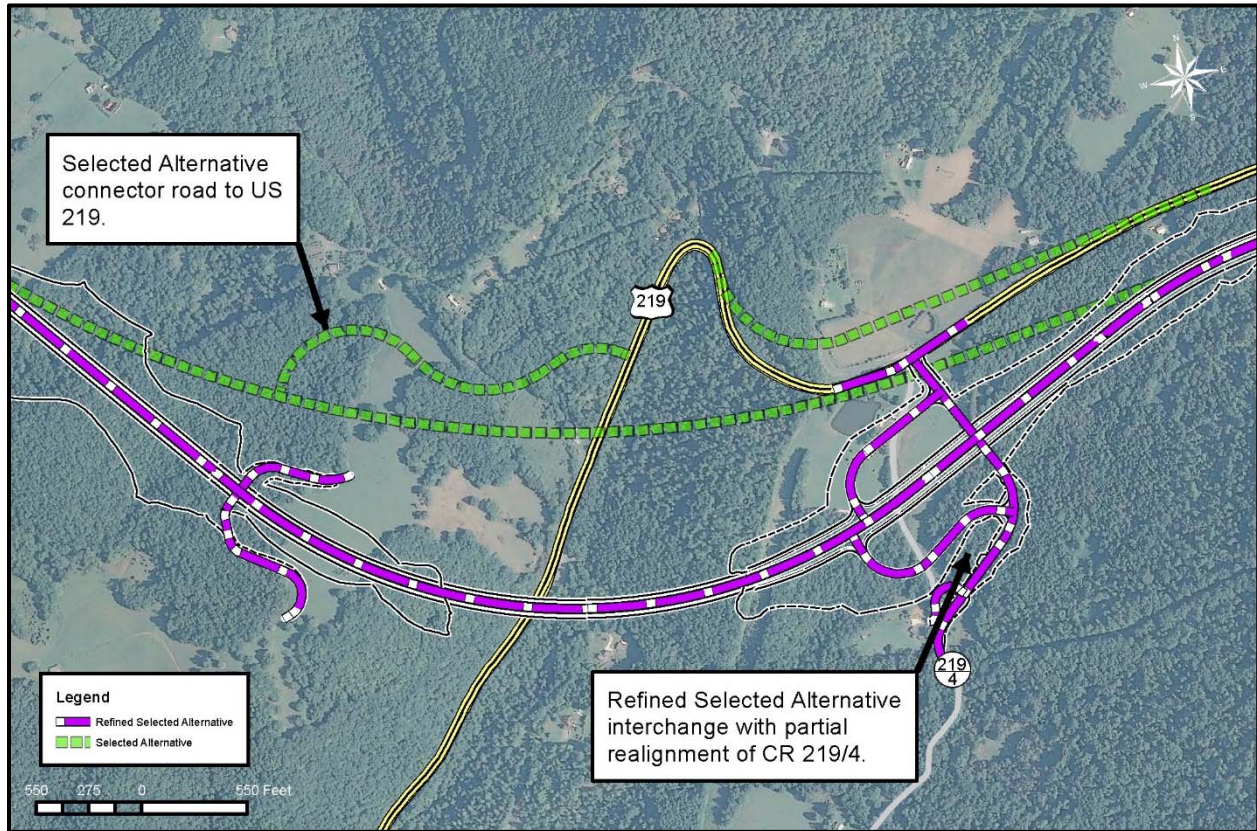 N
W
E
S
Selected Alternative
connector road to US
219.
219
219
4
Refined Selected Alternative
interchange with partial
realignment of CR 219/4.
Legend
Refined Selected Alternative
Selected Alternative
550 275 0 550 Feet